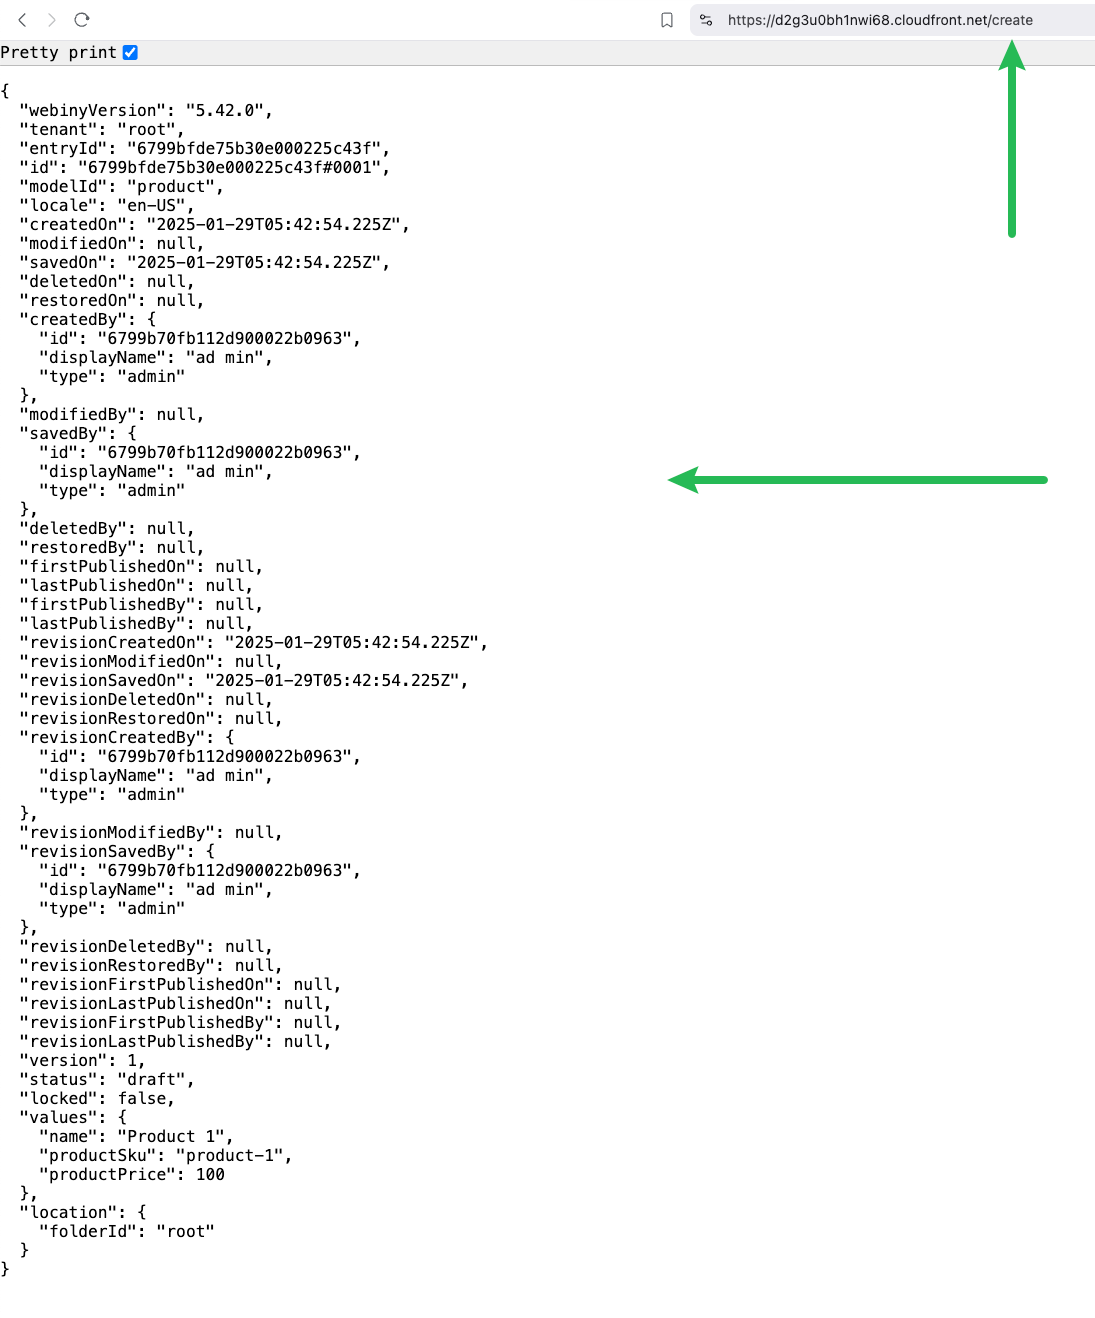 https://d2g3u0bh1nwi68.cloudfront.net/create
Pretty print
{
  "webinyVersion": "5.42.0",
  "tenant": "root",
  "entryId": "6799bfde75b30e000225c43f",
  "id": "6799bfde75b30e000225c43f#0001",
  "modelId": "product",
  "locale": "en-US",
  "createdOn": "2025-01-29T05:42:54.225Z",
  "modifiedOn": null,
  "savedOn": "2025-01-29T05:42:54.225Z",
  "deletedOn": null,
  "restoredOn": null,
  "createdBy": {
    "id": "6799b70fb112d900022b0963",
    "displayName": "ad min",
    "type": "admin"
  },
  "modifiedBy": null,
  "savedBy": {
    "id": "6799b70fb112d900022b0963",
    "displayName": "ad min",
    "type": "admin"
  },
  "deletedBy": null,
  "restoredBy": null,
  "firstPublishedOn": null,
  "lastPublishedOn": null,
  "firstPublishedBy": null,
  "lastPublishedBy": null,
  "revisionCreatedOn": "2025-01-29T05:42:54.225Z",
  "revisionModifiedOn": null,
  "revisionSavedOn": "2025-01-29T05:42:54.225Z",
  "revisionDeletedOn": null,
  "revisionRestoredOn": null,
  "revisionCreatedBy": {
    "id": "6799b70fb112d900022b0963",
    "displayName": "ad min",
    "type": "admin"
  },
  "revisionModifiedBy": null,
  "revisionSavedBy": {
    "id": "6799b70fb112d900022b0963",
    "displayName": "ad min",
    "type": "admin"
  },
  "revisionDeletedBy": null,
  "revisionRestoredBy": null,
  "revisionFirstPublishedOn": null,
  "revisionLastPublishedOn": null,
  "revisionFirstPublishedBy": null,
  "revisionLastPublishedBy": null,
  "version": 1,
  "status": "draft",
  "locked": false,
  "values": {
    "name": "Product 1",
    "productSku": "product-1",
    "productPrice": 100
  },
  "location": {
    "folderId": "root"
  }
}